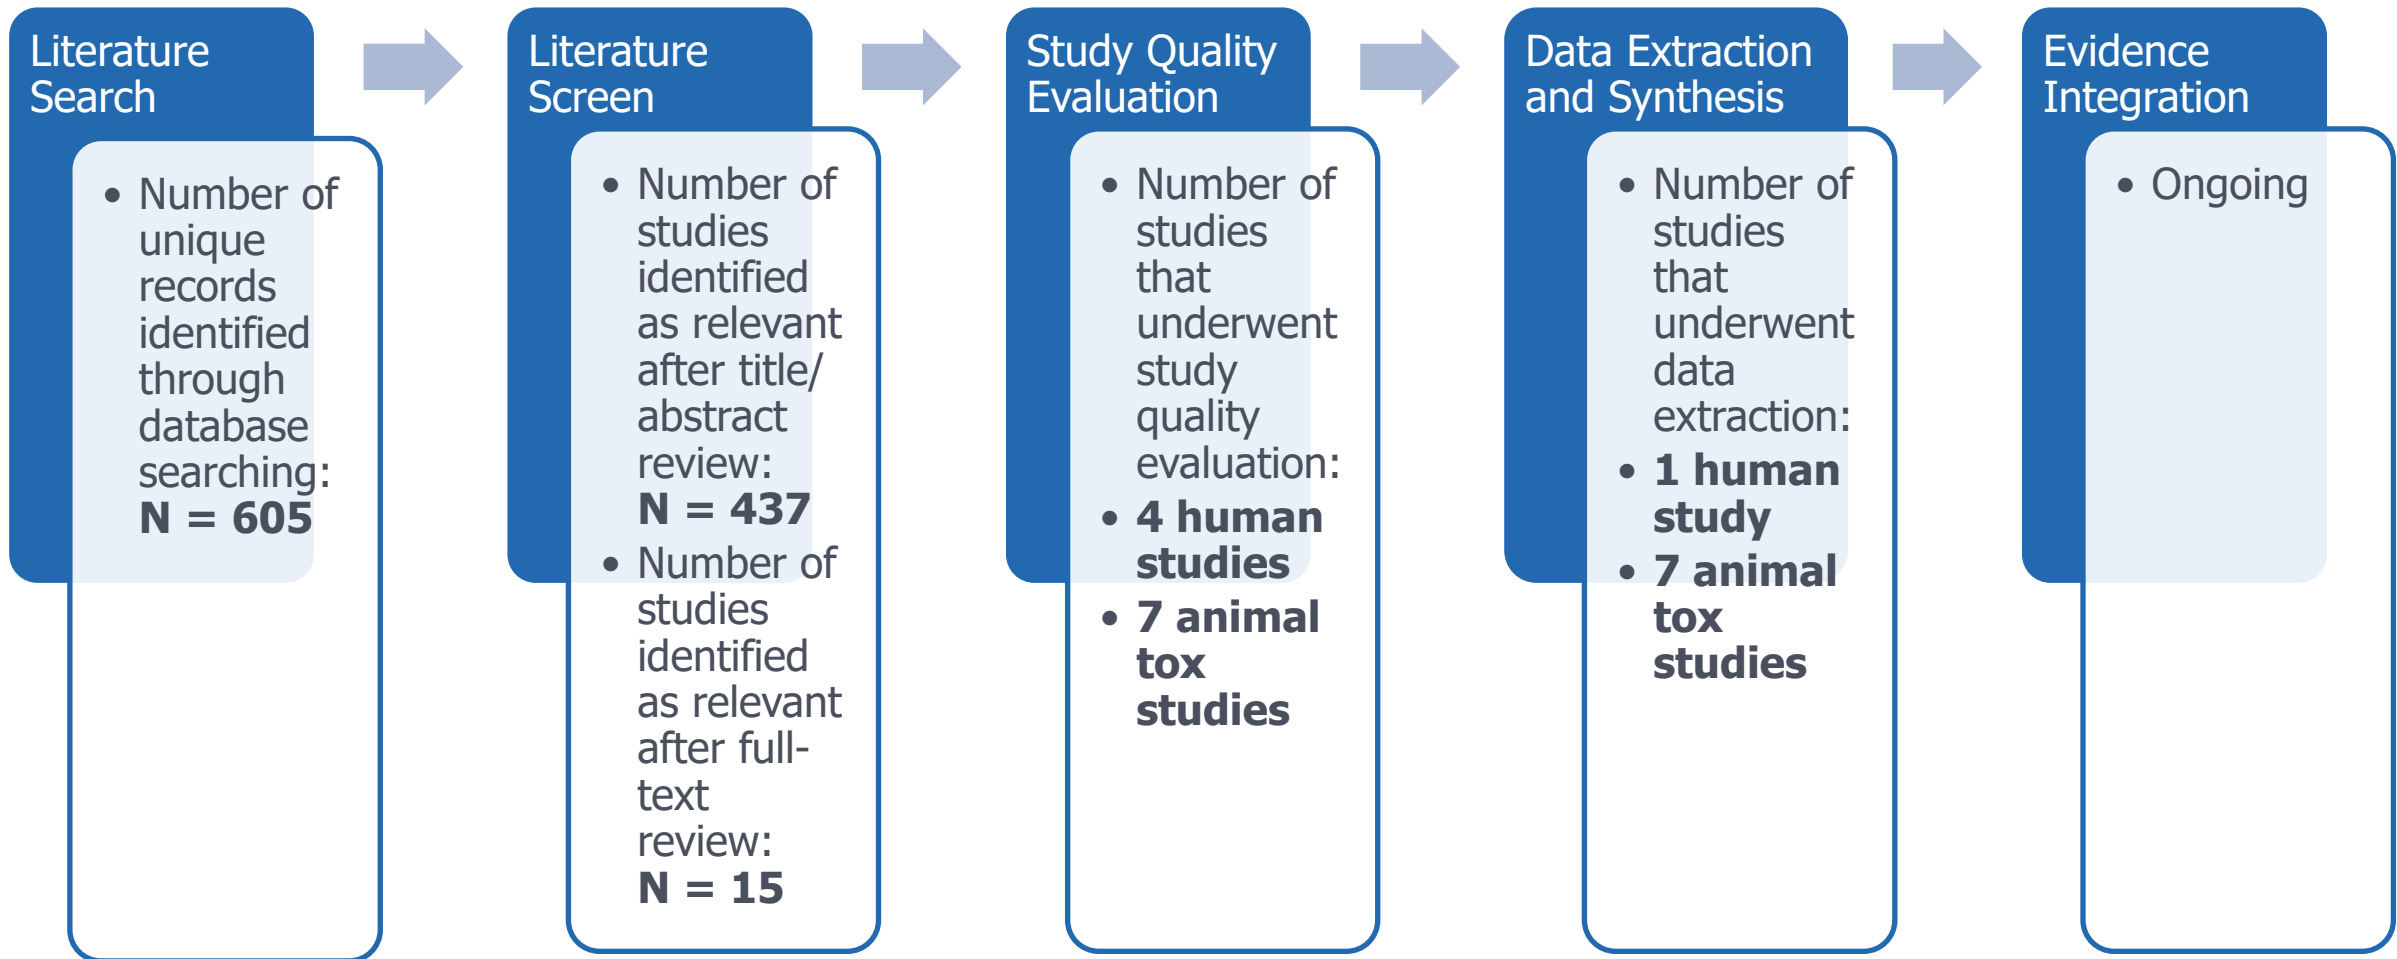 Literature
Search
• Number of
unique
records
identified
through
database
searching:
N = 605
Literature
Screen
• Number of
studies
identified
as relevant
after title/
abstract
review:
N = 437
• Number of
studies
identified
as relevant
after full-
text
review:
N = 15
Study Quality
Evaluation
• Number of
studies
that
underwent
study
quality
evaluation:
• 4 human
studies
• 7 animal
tox
studies
Data Extraction
and Synthesis
• Number of
studies
that
underwent
data
extraction:
• 1 human
study
• 7 animal
tox
studies
Evidence
Integration
• Ongoing